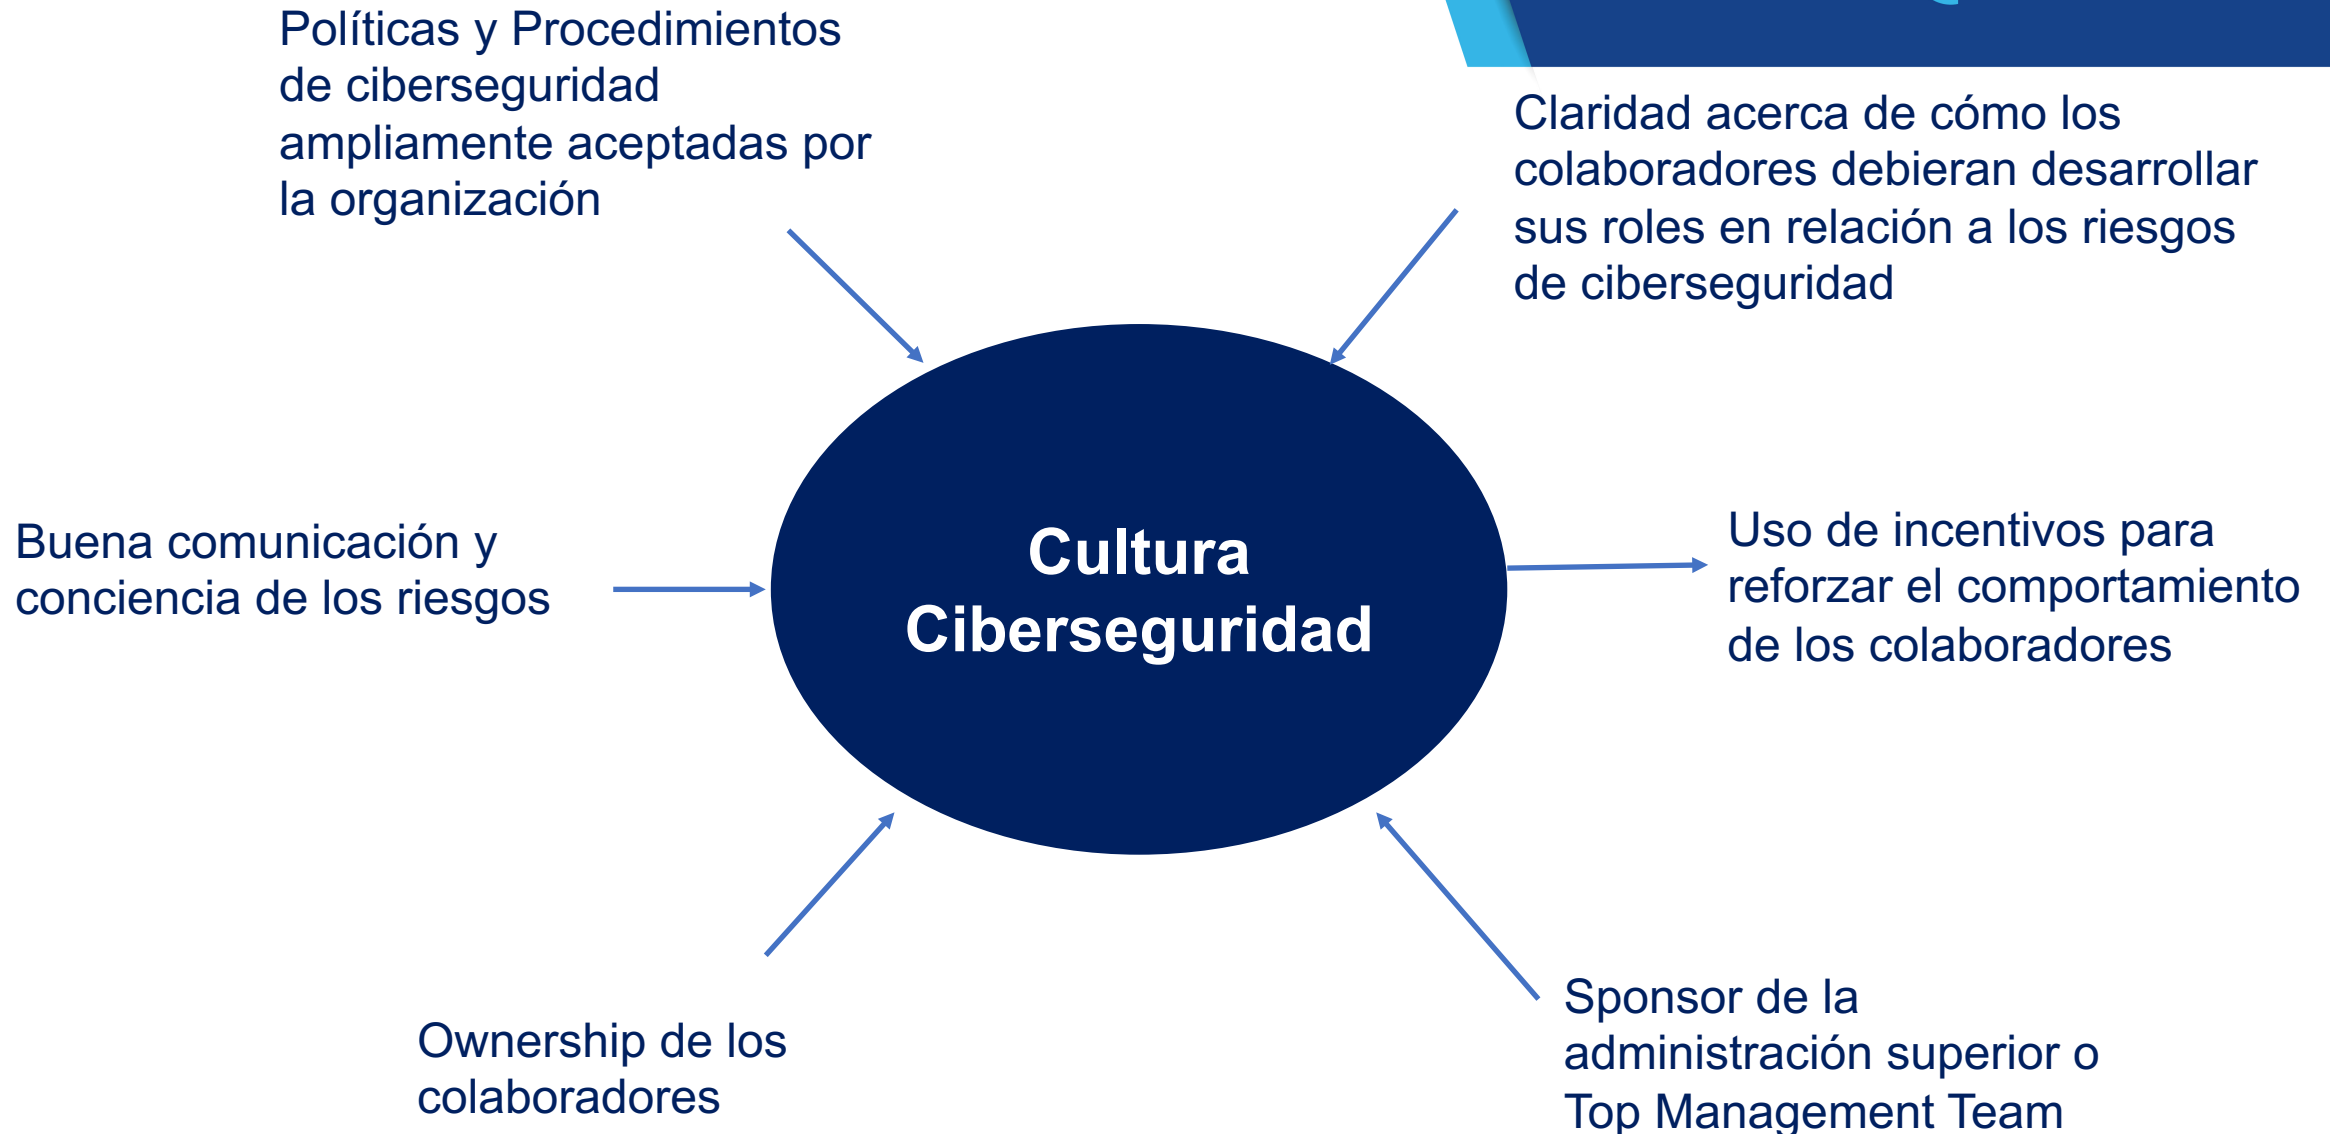 Políticas y Procedimientos
de ciberseguridad
ampliamente aceptadas por
la organización
Claridad acerca de cómo los
colaboradores debieran desarrollar
sus roles en relación a los riesgos
de ciberseguridad
Buena comunicación y
conciencia de los riesgos
Cultura
Ciberseguridad
Uso de incentivos para
reforzar el comportamiento
de los colaboradores
Ownership de los
colaboradores
Sponsor de la
administración superior o
Top Management Team